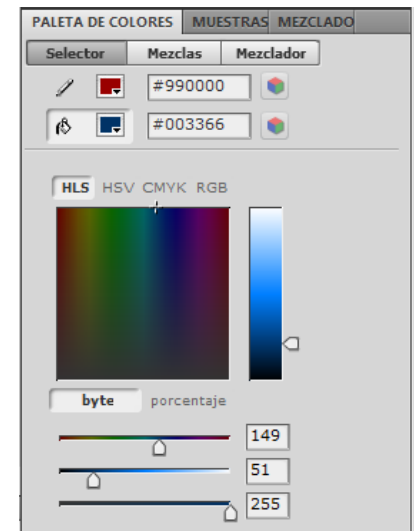 PALETA DE COLORES MUESTRAS MEZCLADO
Selector Mezclas Mezclador
#990000
#003366
HLS HSV CMYK RGB
byte porcentaje
149
51
255